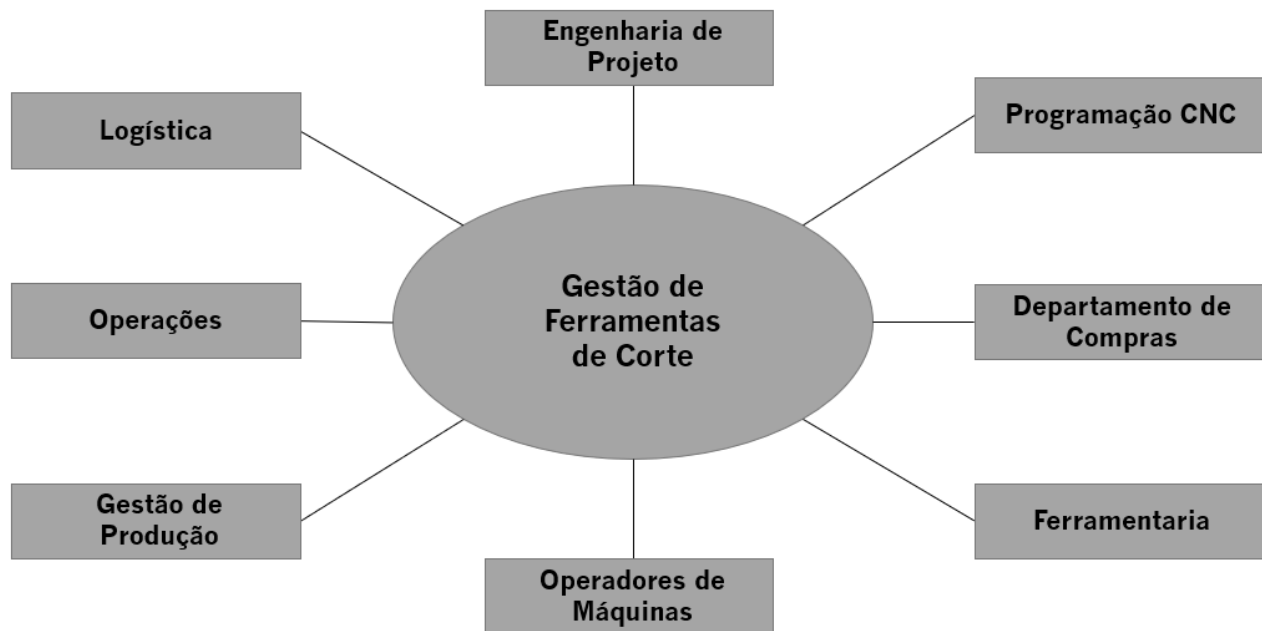 Engenharia de
Projeto
Logística
Programação CNC
Gestão de
Ferramentas
de Corte
Operações
Departamento de
Compras
Gestão de
Produção
Ferramentaria
Operadores de
Máquinas